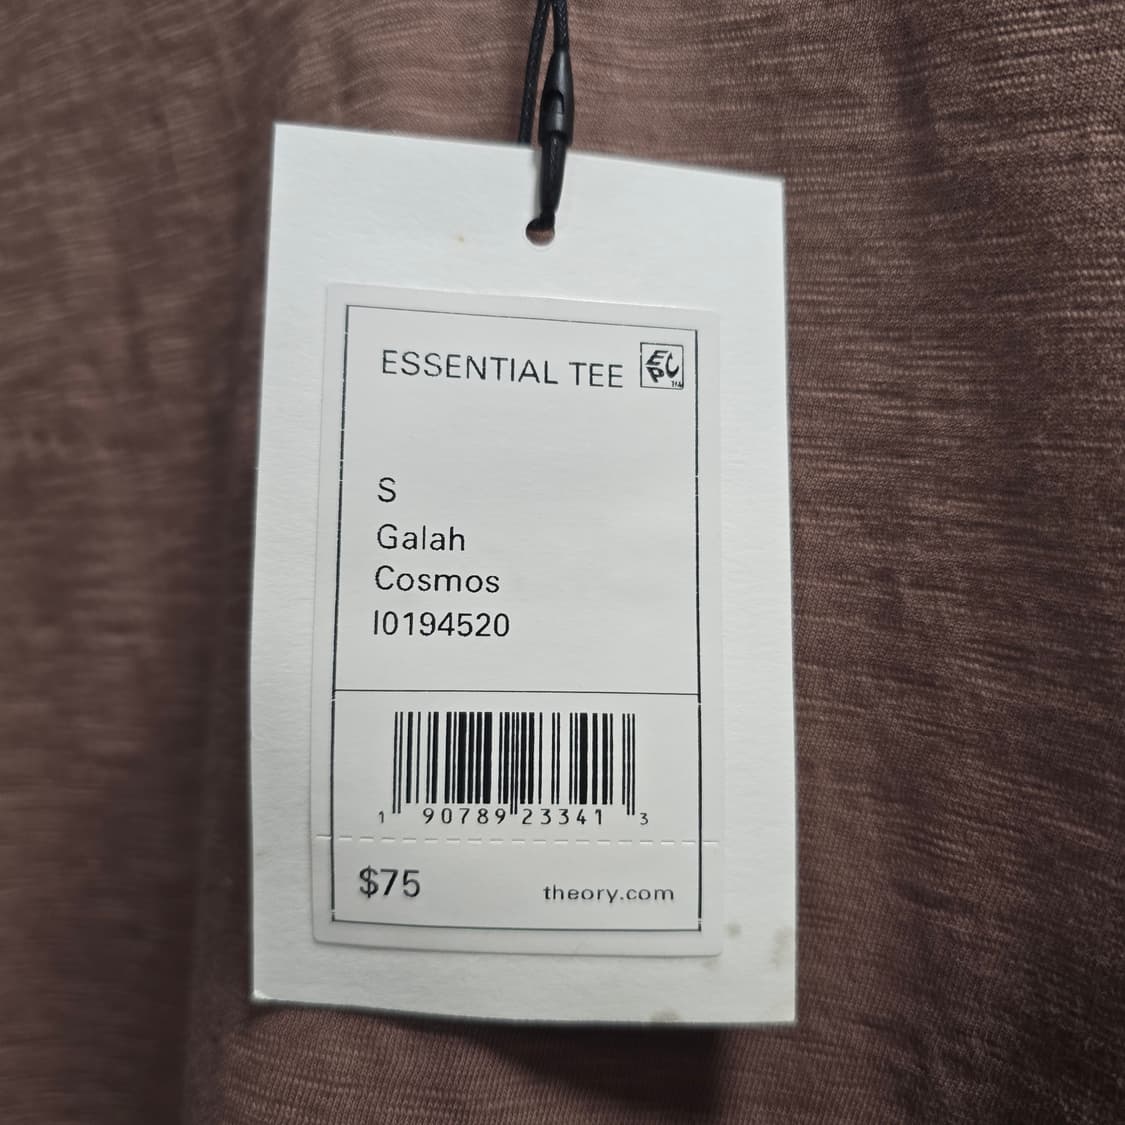 ESSENTIAL TEE
S
Galah
Cosmos
I0194520
1 90789 23341 3
$75
theory.com